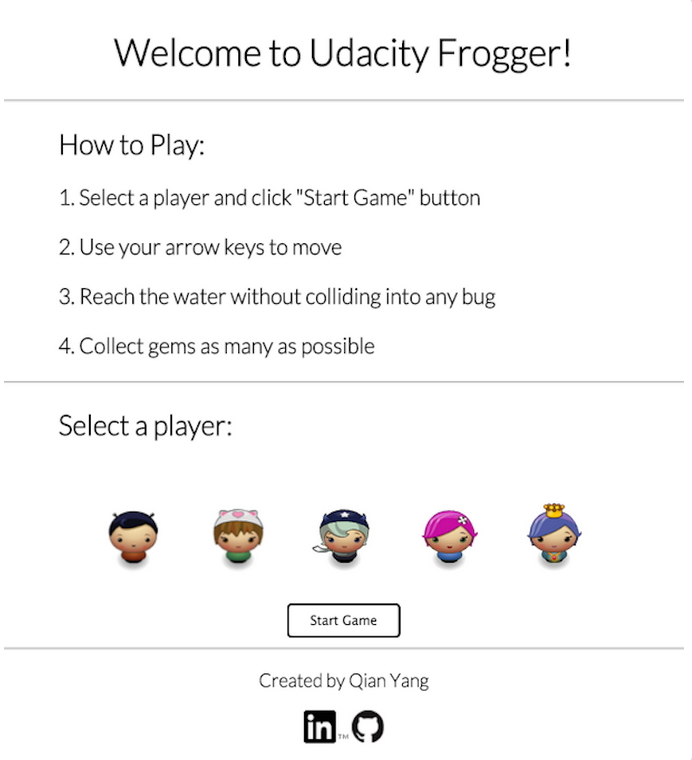 Welcome to Udacity Frogger!
How to Play:
1. Select a player and click "Start Game" button
2. Use your arrow keys to move
3. Reach the water without colliding into any bug
4. Collect gems as many as possible
Select a player:
Start Game
Created by Qian Yang
in TM